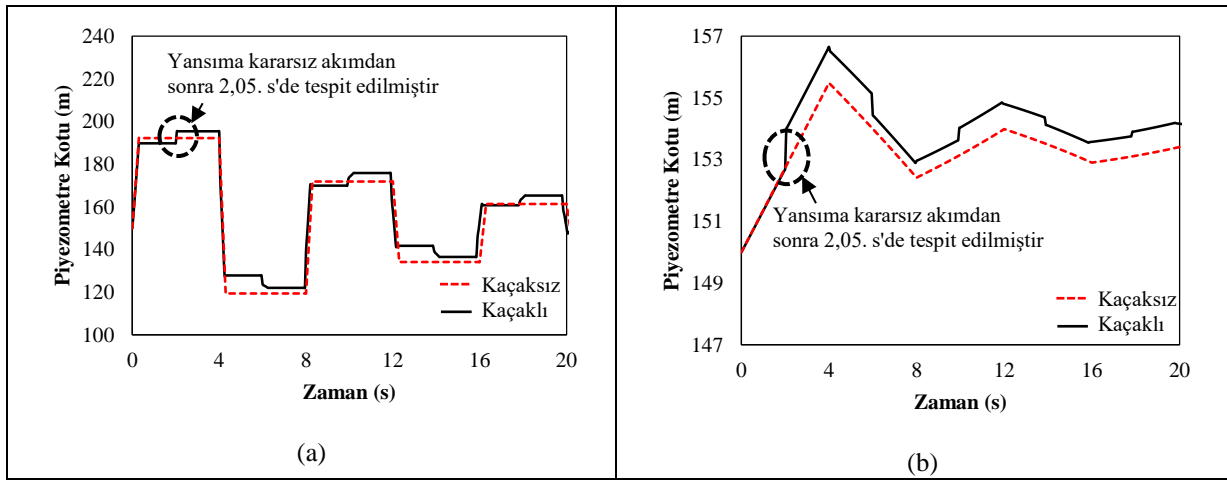 240
220
200
180
160
140
120
100
Piyezometre Kotu (m)
Yansıma kararsız akımdan
sonra 2,05. s'de tespit edilmiştir
Kaçaksız
Kaçaklı
0 4 8 12 16 20
Zaman (s)
(a)
157
155
153
151
149
147
Piyezometre Kotu (m)
Yansıma kararsız akımdan
sonra 2,05. s'de tespit edilmiştir
Kaçaksız
Kaçaklı
0 4 8 12 16 20
Zaman (s)
(b)